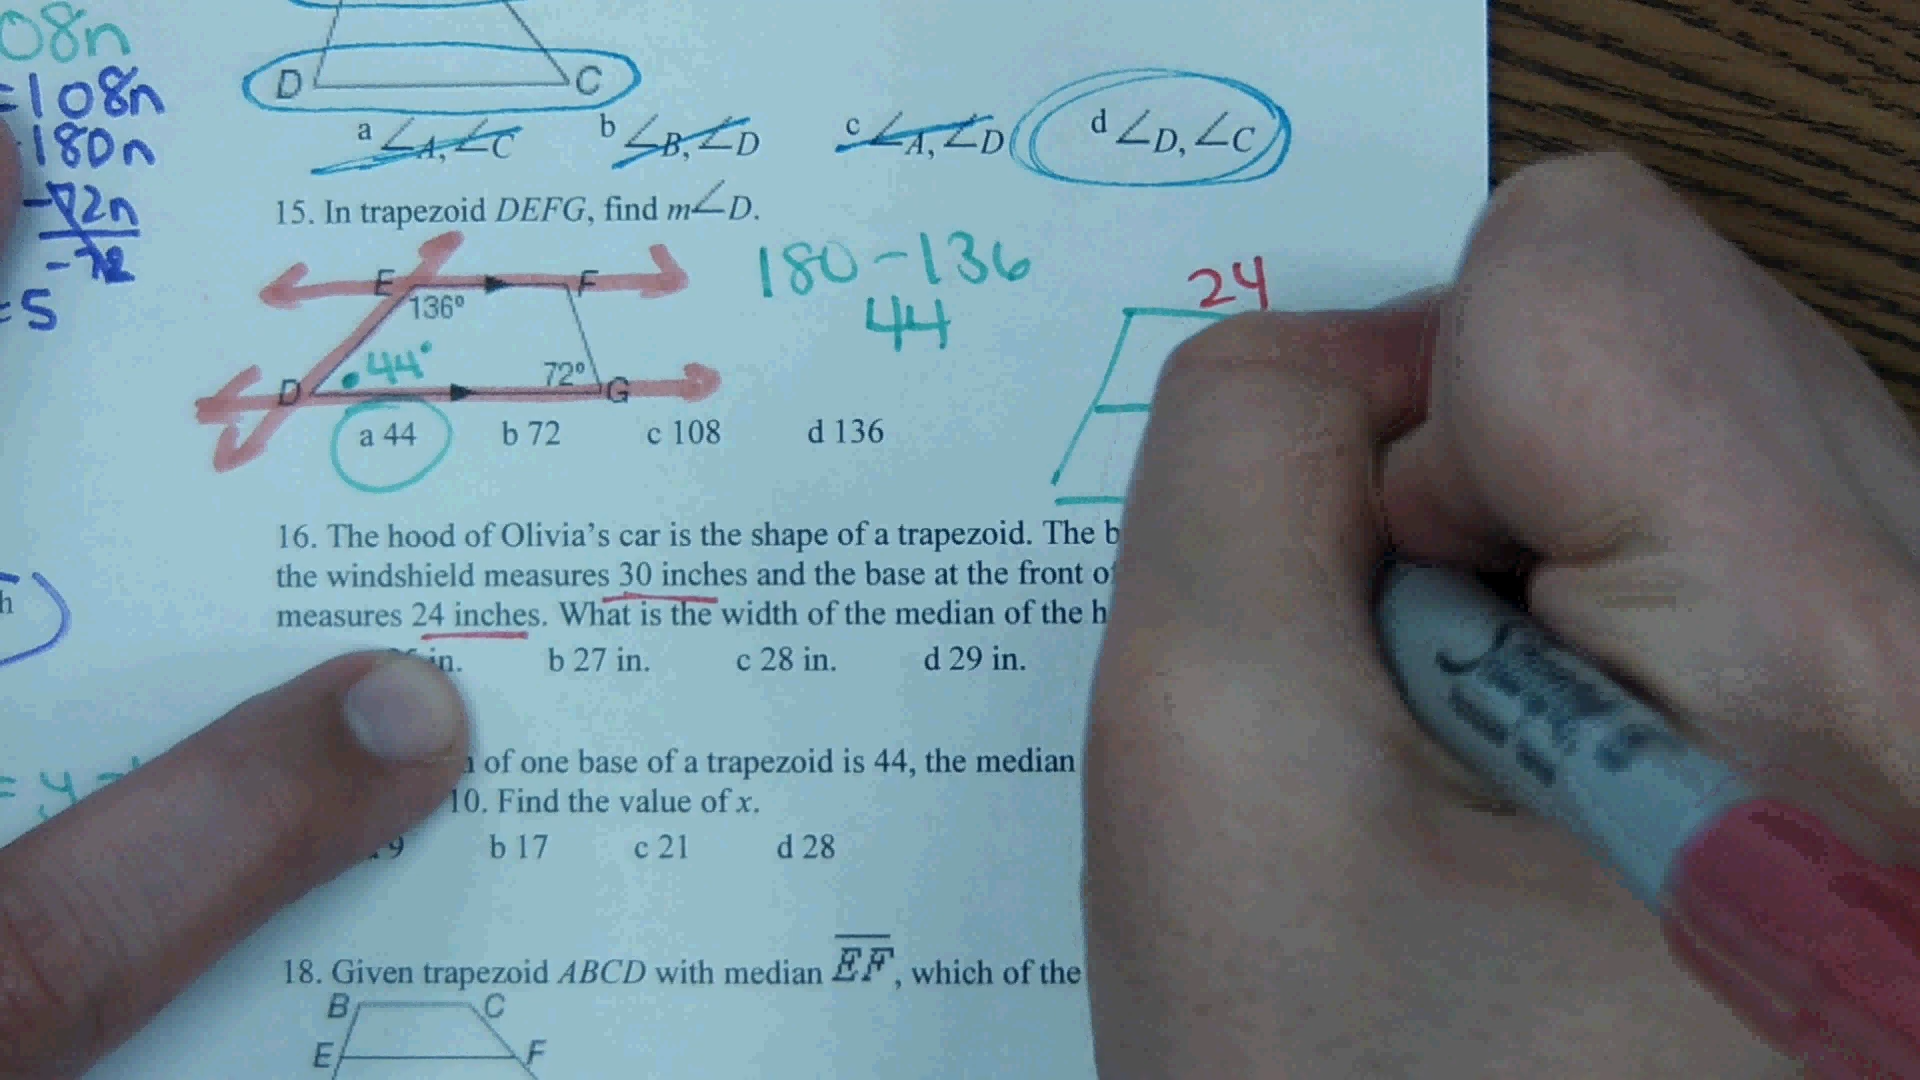 08n
=108n
180n
-72n
-72
=5
D
C
a ∠A, ∠C b ∠B, ∠D c ∠A, ∠D d ∠D, ∠C
15. In trapezoid DEFG, find m∠D.
E F
136°
44°
72°
D G
180-136
44
24
a 44 b 72 c 108 d 136
16. The hood of Olivia's car is the shape of a trapezoid. The b
the windshield measures 30 inches and the base at the front
measures 24 inches. What is the width of the median of the h
in. b 27 in. c 28 in. d 29 in.
of one base of a trapezoid is 44, the median
10. Find the value of x.
9 b 17 c 21 d 28
18. Given trapezoid ABCD with median EF, which of the
B C
E F
h
= y